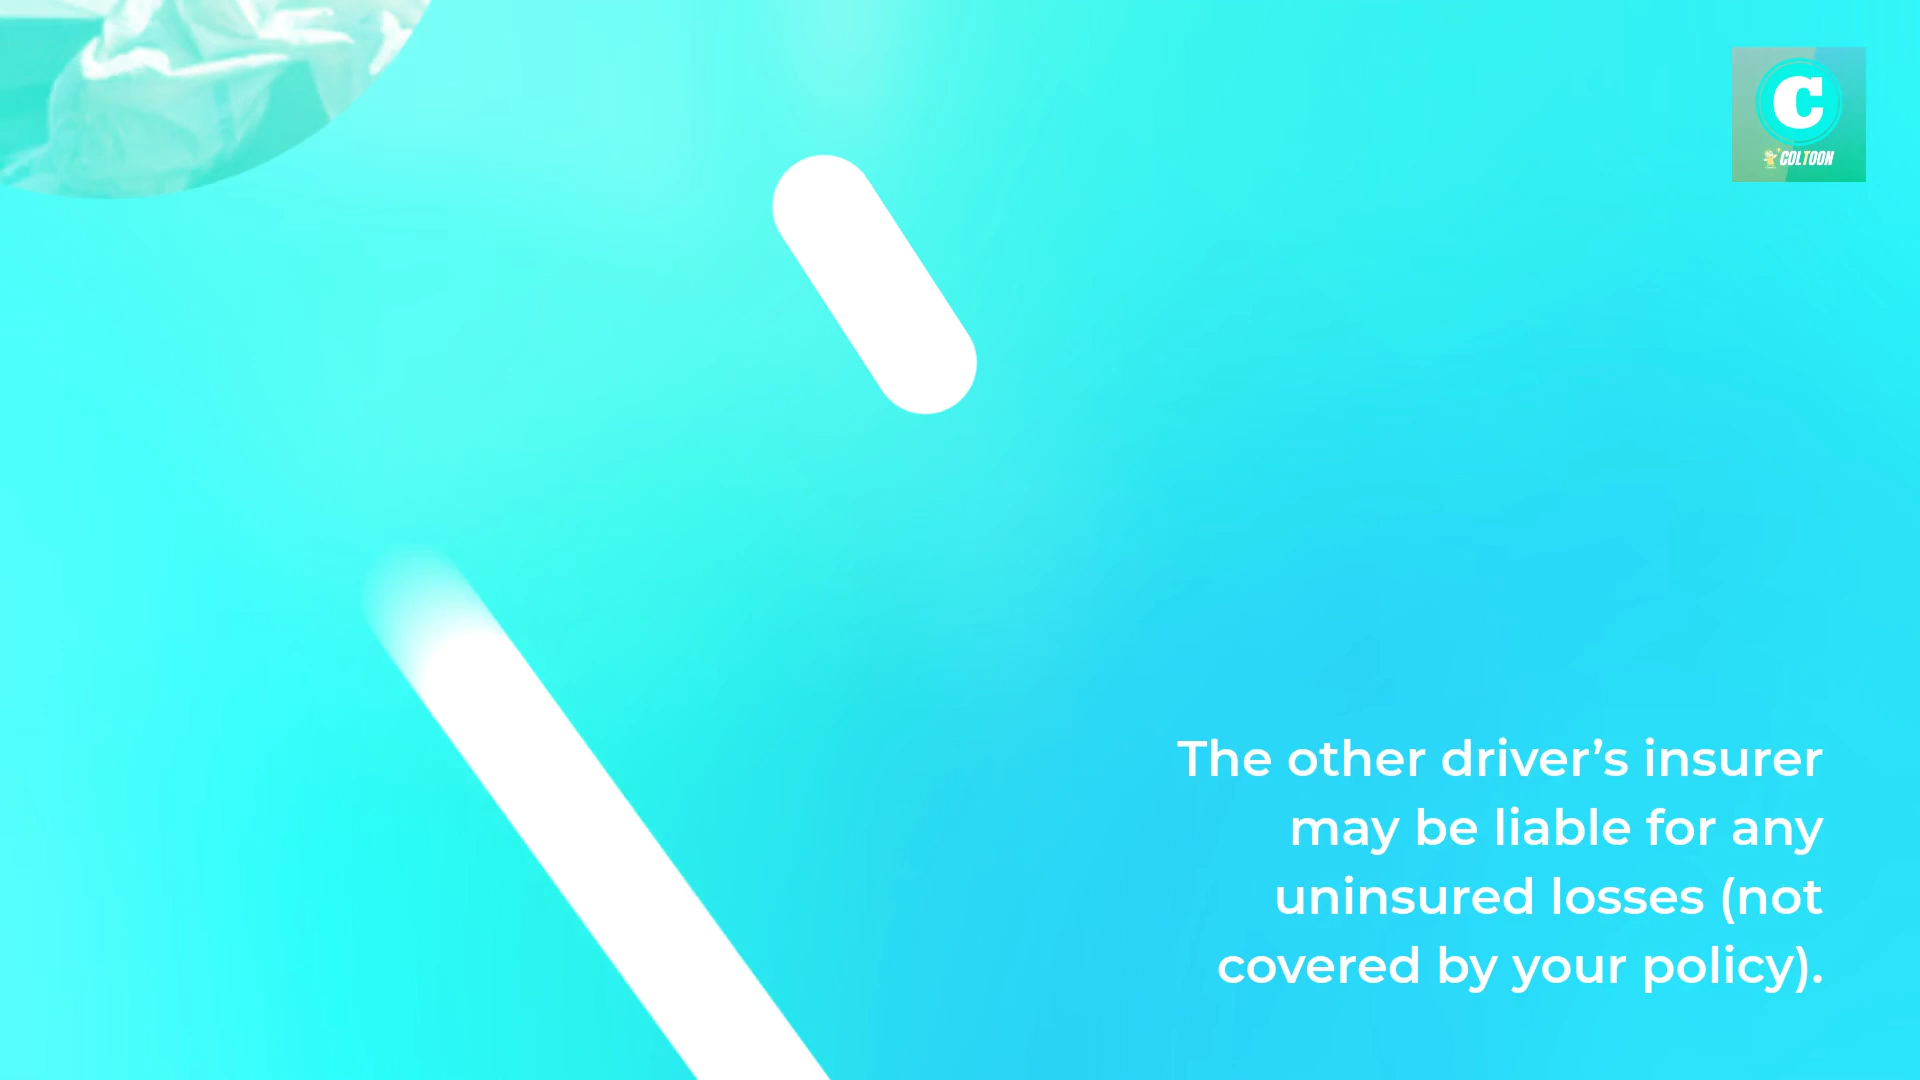 C
COLTOON
The other driver’s insurer
may be liable for any
uninsured losses (not
covered by your policy).